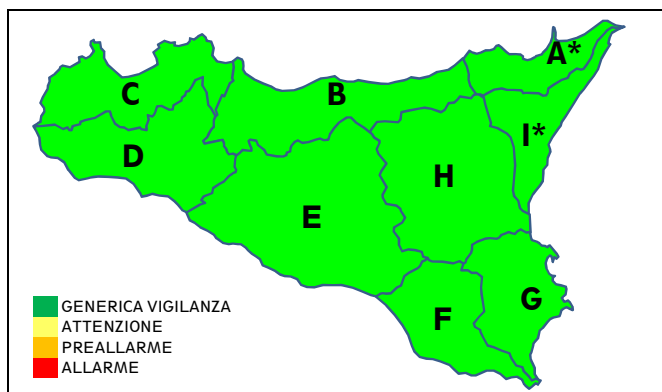 A*
C
B
I*
D
H
E
G
F
GENERICA VIGILANZA
ATTENZIONE
PREALLARME
ALLARME